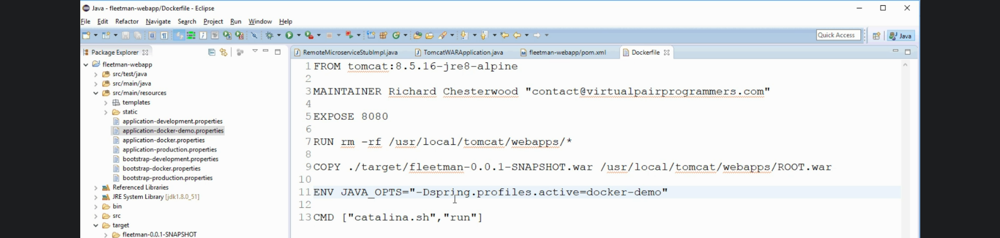 Java - fleetman-webapp/Dockerfile - Eclipse
File Edit Refactor Navigate Search Project Run Window Help
Quick Access Java
Package Explorer
fleetman-webapp
src/test/java
src/main/java
src/main/resources
templates
static
application-development.properties
application-docker-demo.properties
application-docker.properties
application-production.properties
bootstrap-development.properties
bootstrap-docker.properties
bootstrap-production.properties
Referenced Libraries
JRE System Library [jdk1.8.0_51]
bin
src
target
fleetman-0.0.1-SNAPSHOT
RemoteMicroserviceStubImpl.java TomcatWARApplication.java fleetman-webapp/pom.xml Dockerfile
1 FROM tomcat:8.5.16-jre8-alpine
2
3 MAINTAINER Richard Chesterwood "contact@virtualpairprogrammers.com"
4
5 EXPOSE 8080
6
7 RUN rm -rf /usr/local/tomcat/webapps/*
8
9 COPY ./target/fleetman-0.0.1-SNAPSHOT.war /usr/local/tomcat/webapps/ROOT.war
10
11 ENV JAVA_OPTS="-Dspring.profiles.active=docker-demo"
12
13 CMD ["catalina.sh","run"]